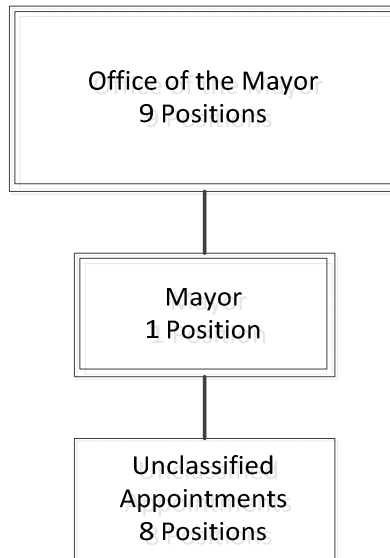 Office of the Mayor
9 Positions
Mayor
1 Position
Unclassified
Appointments
8 Positions